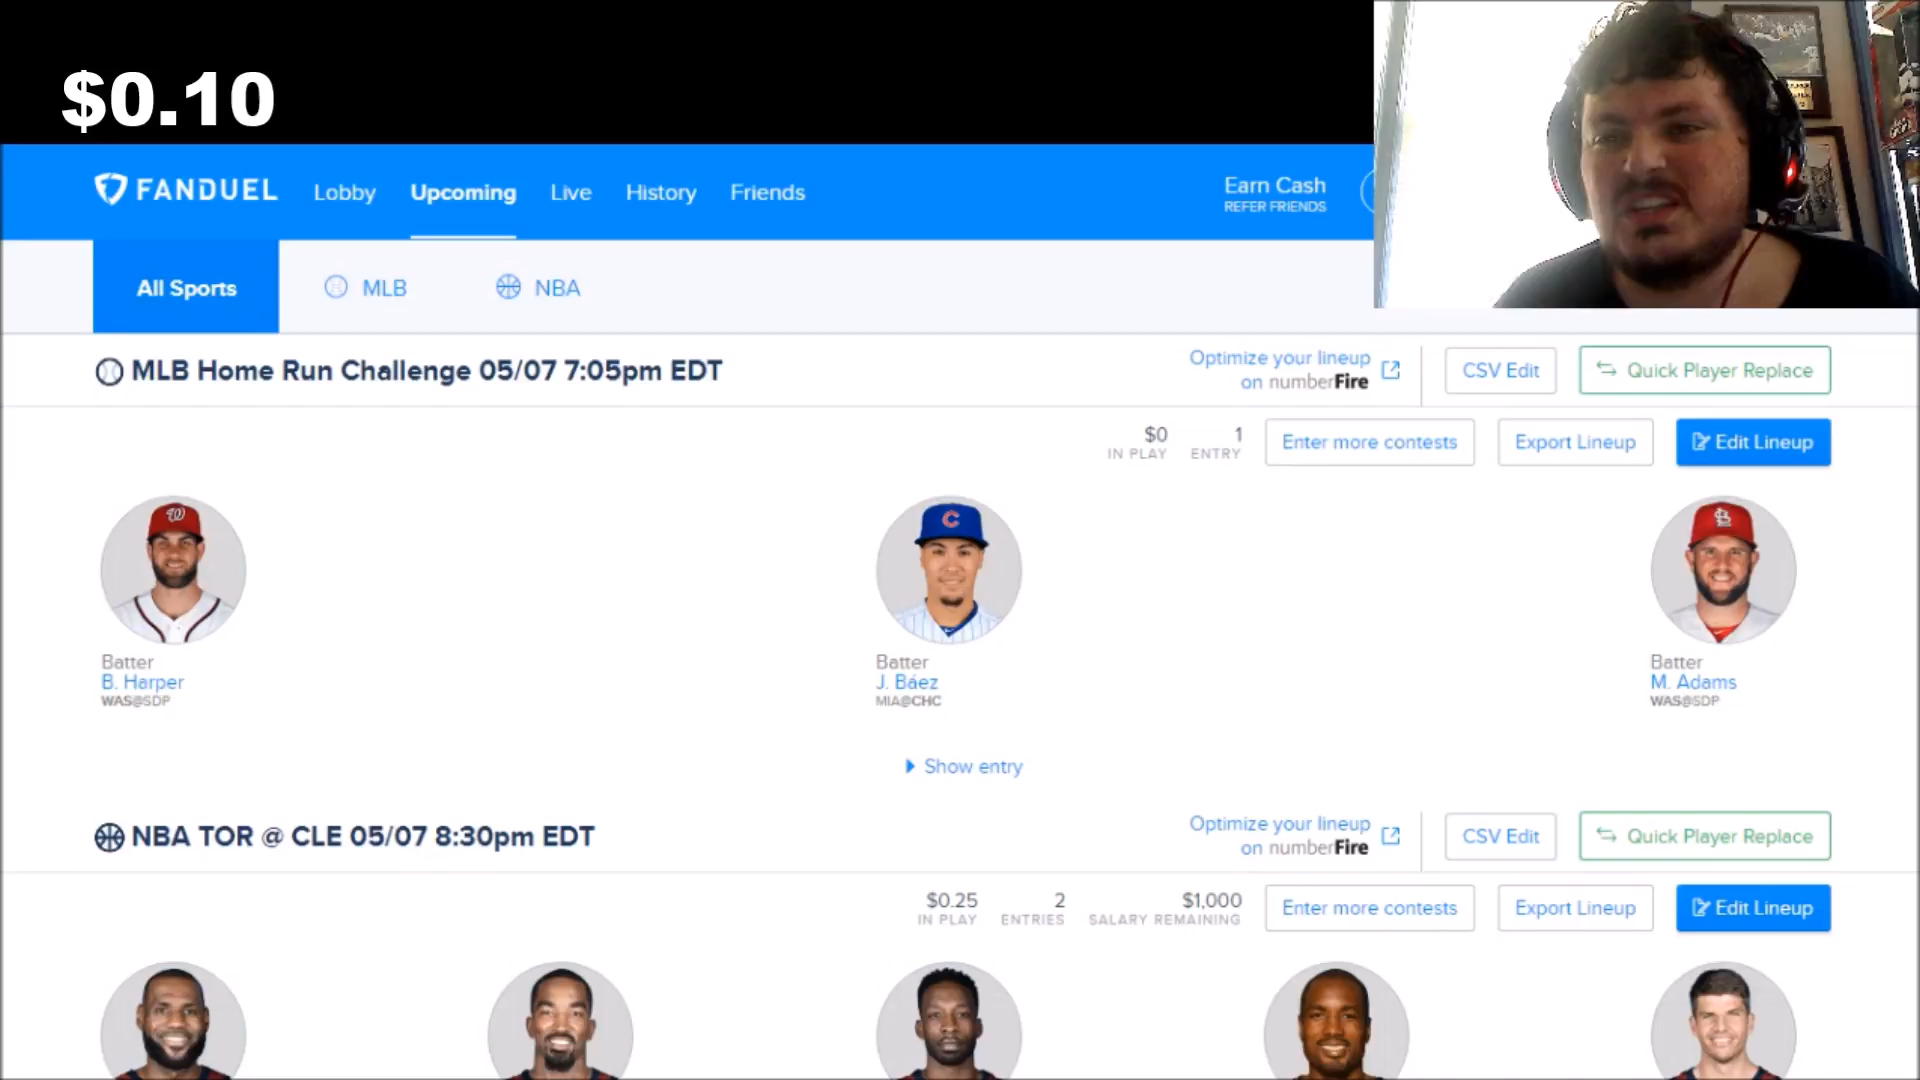 $0.10
FANDUEL Lobby Upcoming Live History Friends
Earn Cash
REFER FRIENDS
All Sports MLB NBA
MLB Home Run Challenge 05/07 7:05pm EDT
Optimize your lineup
on numberFire
CSV Edit
Quick Player Replace
$0
IN PLAY
1
ENTRY
Enter more contests
Export Lineup
Edit Lineup
Batter
B. Harper
WAS@SDP
Batter
J. Báez
MIA@CHC
Batter
M. Adams
WAS@SDP
Show entry
NBA TOR @ CLE 05/07 8:30pm EDT
Optimize your lineup
on numberFire
CSV Edit
Quick Player Replace
$0.25
IN PLAY
2
ENTRIES
$1,000
SALARY REMAINING
Enter more contests
Export Lineup
Edit Lineup